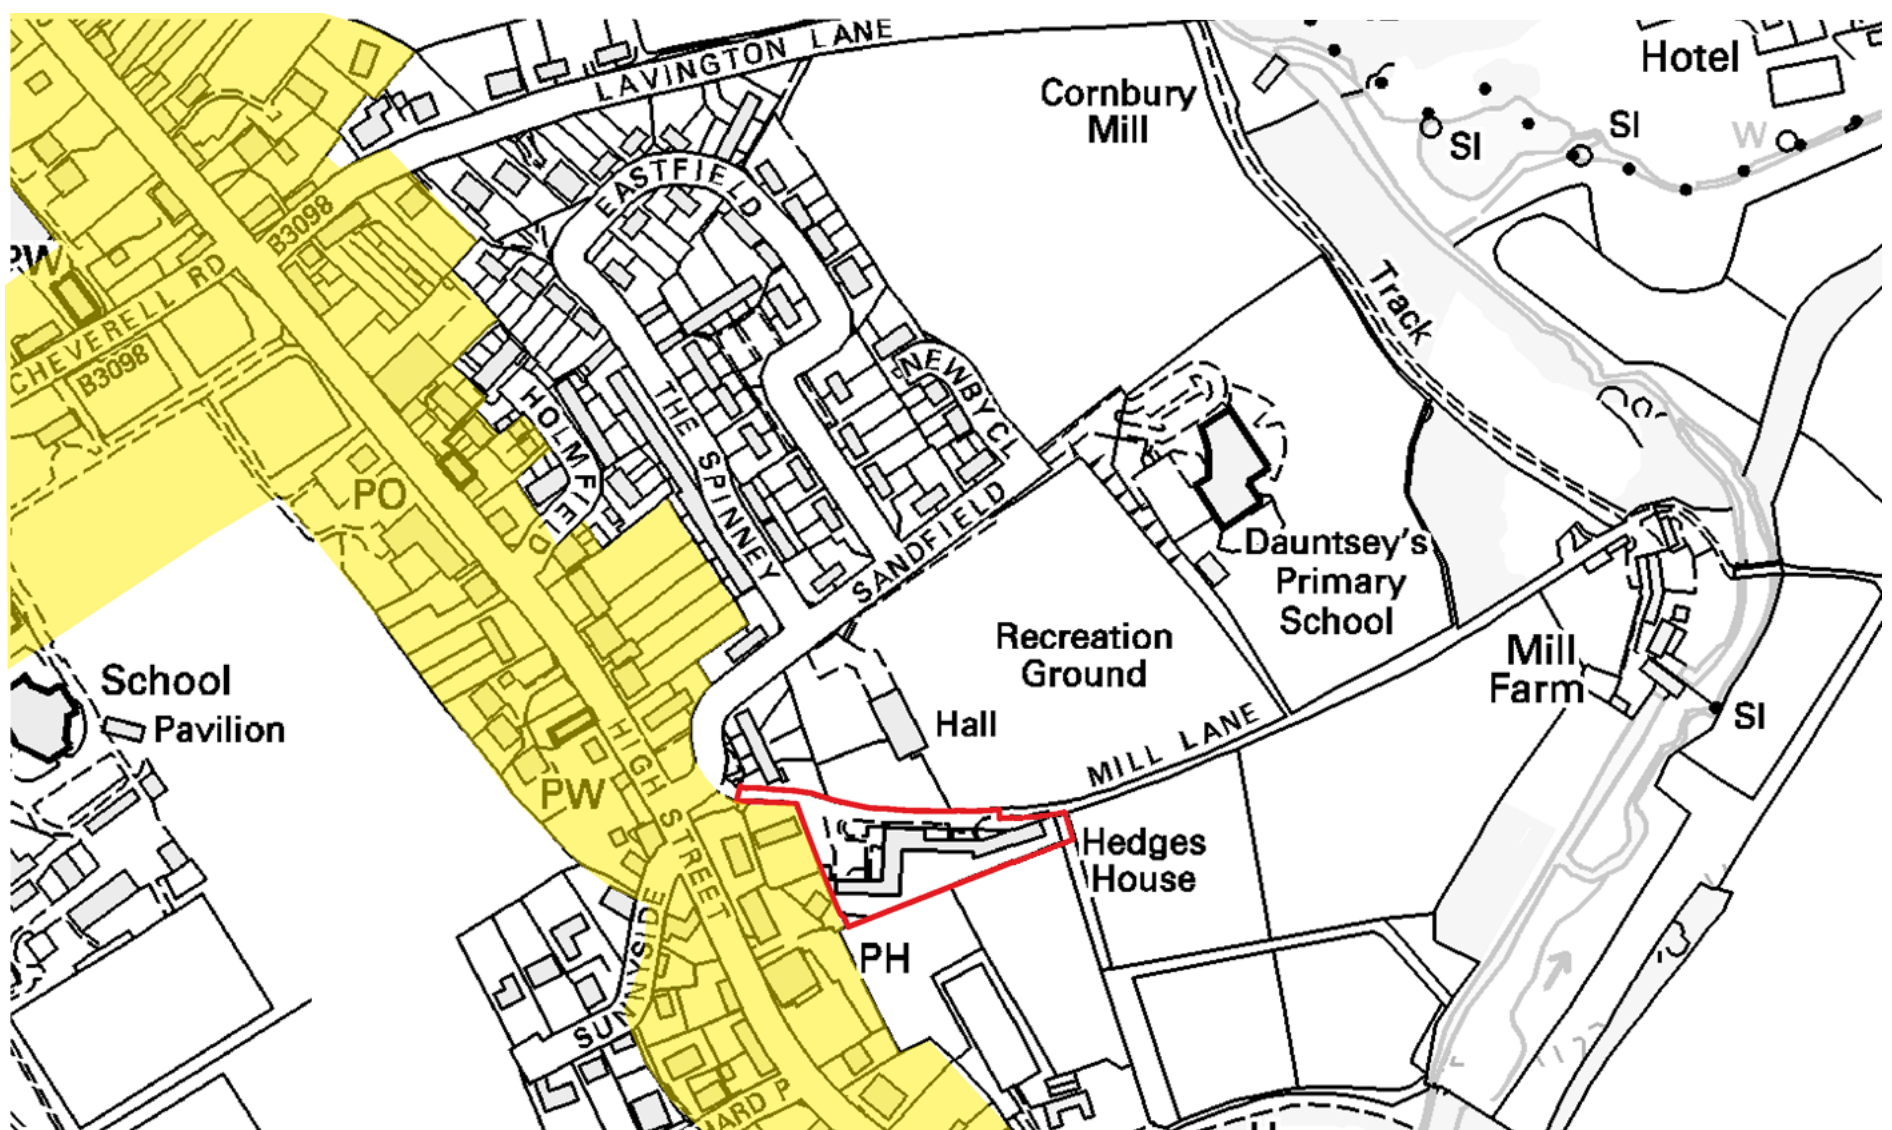 LAVINGTON LANE
Hotel
Cornbury
Mill
SI
SI
W
EASTFIELD
B3098
PW
CHEVERELL RD
B3098
Track
HOLMFIELD
THE SPINNEY
NEWBY CL
PO
SANDFIELD
Dauntsey's
Primary
School
Recreation
Ground
Mill
Farm
School
Pavilion
Hall
SI
HIGH STREET
MILL LANE
PW
Hedges
House
SUNNYSIDE
PH